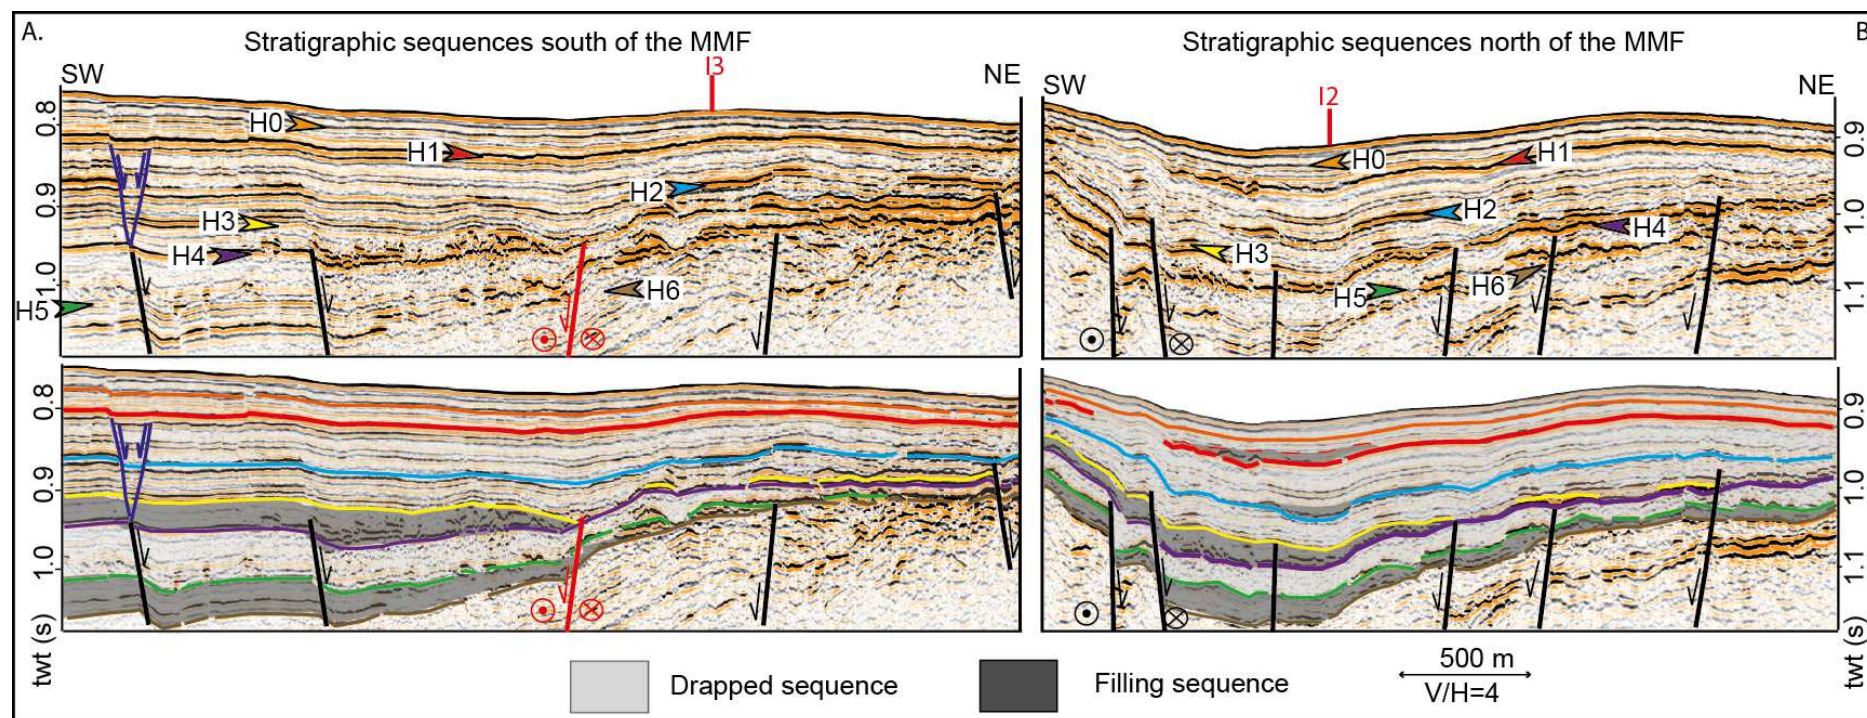 A.
B
Stratigraphic sequences south of the MMF
Stratigraphic sequences north of the MMF
SW
I3
NE
SW
I2
NE
0.8
0.9
1.0
H0
H1
H2
H3
H4
H5
H6
0.9
1.0
1.1
H0
H1
H2
H4
H3
H5
H6
0.8
0.9
1.0
twt (s)
0.9
1.0
1.1
twt (s)
Drapped sequence
Filling sequence
500 m
V/H=4